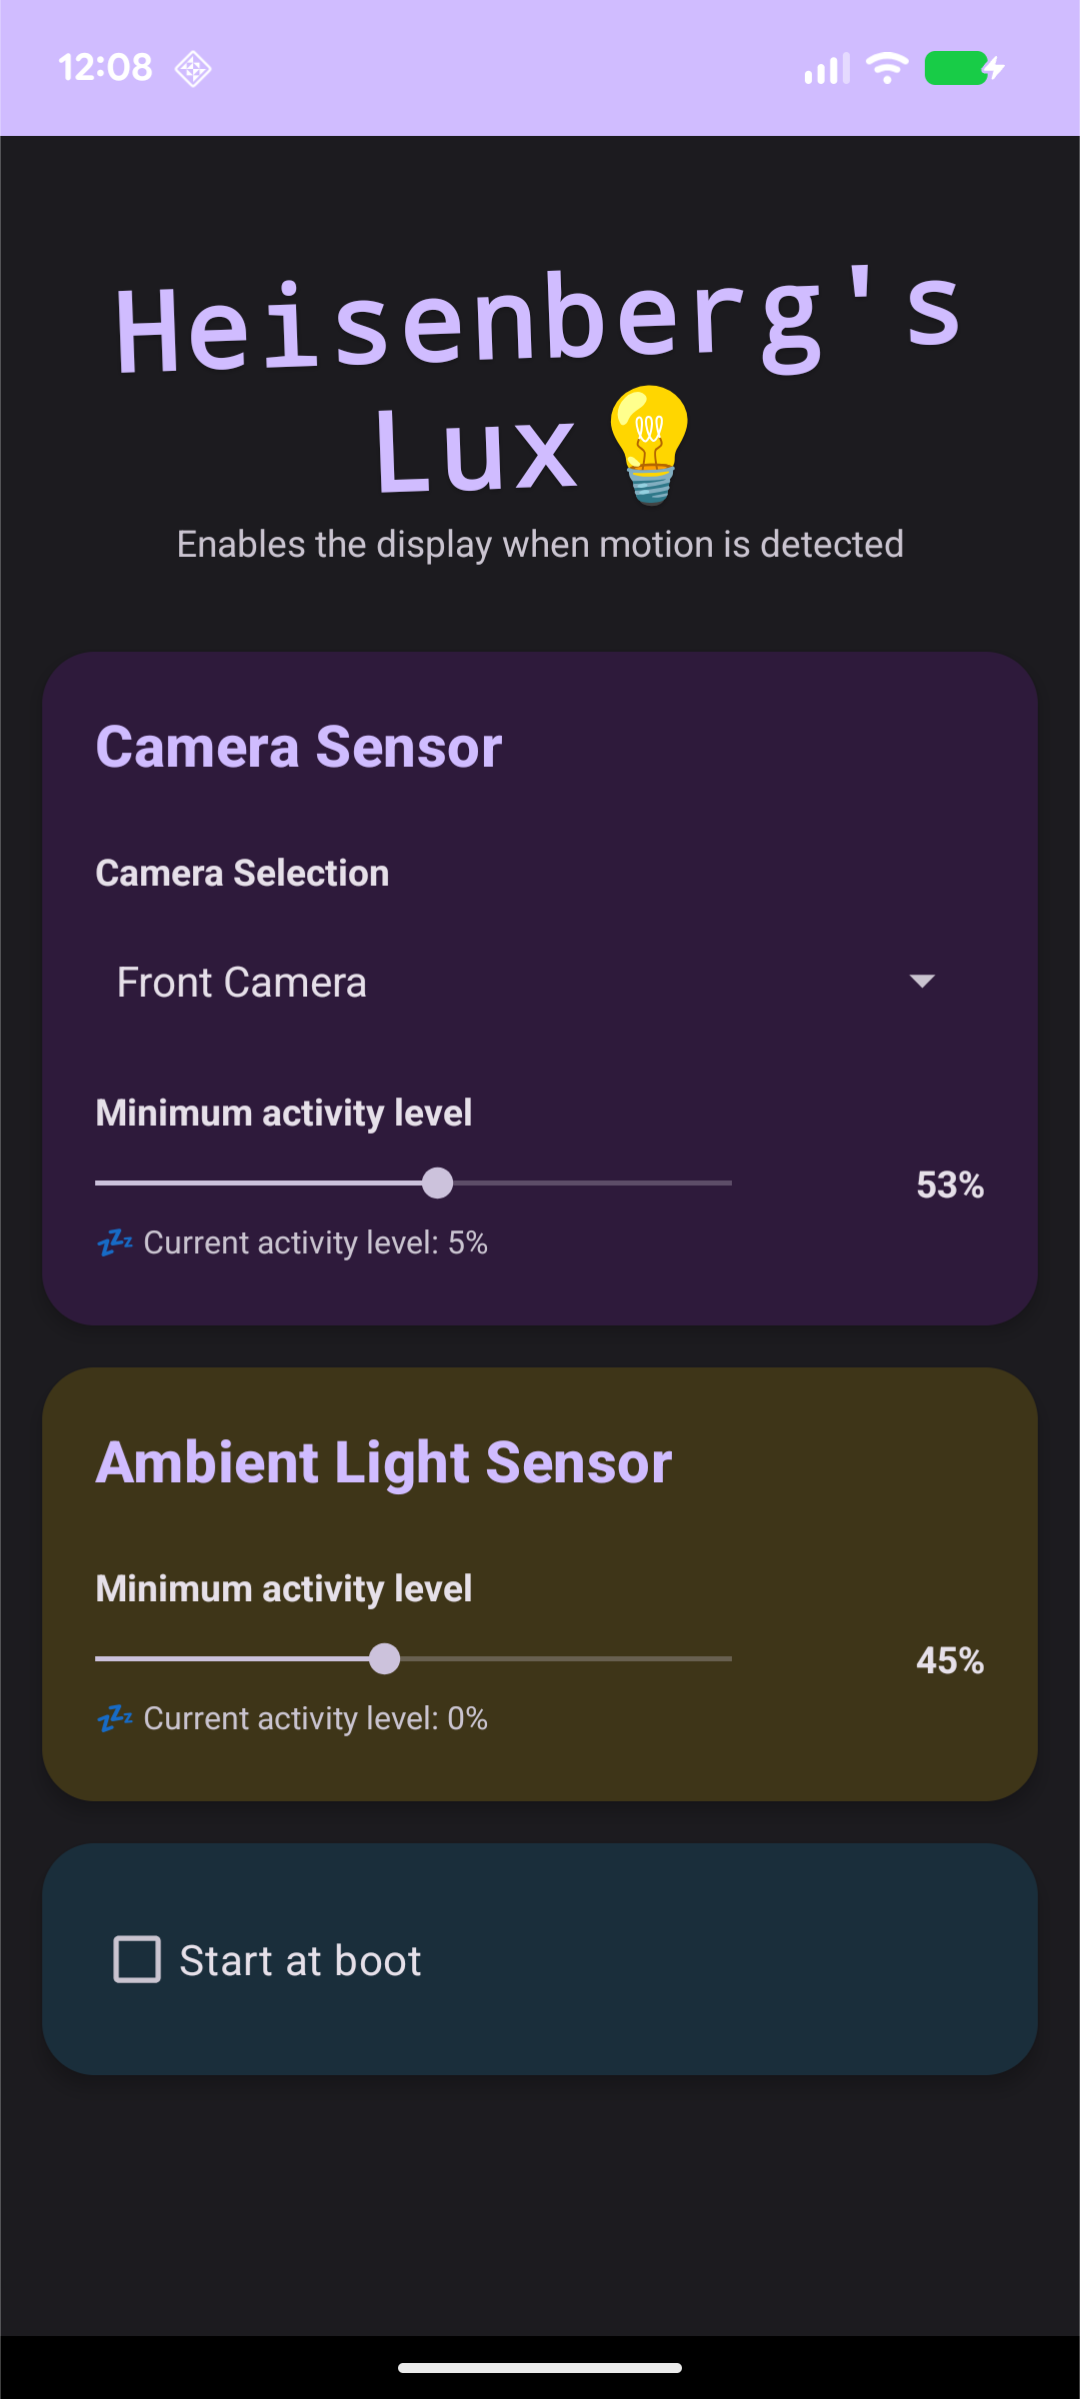 12:08
Heisenberg's
Lux💡
Enables the display when motion is detected
Camera Sensor
Camera Selection
Front Camera
Minimum activity level
53%
💤 Current activity level: 5%
Ambient Light Sensor
Minimum activity level
45%
💤 Current activity level: 0%
Start at boot